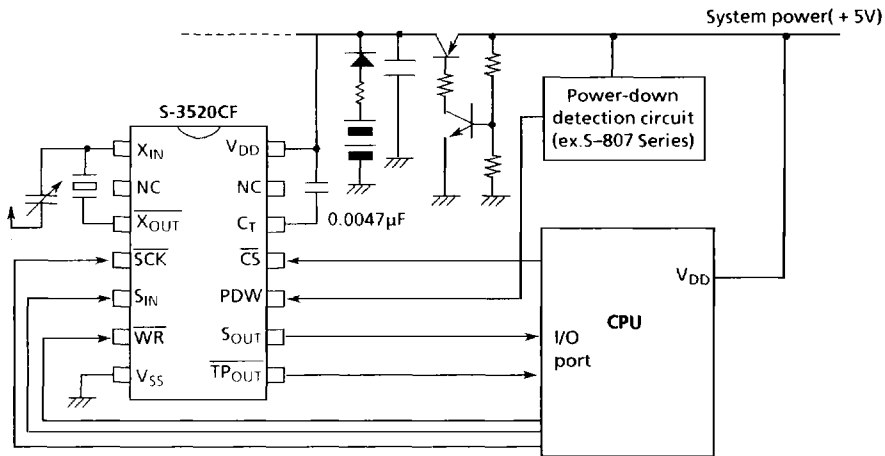 System power( + 5V)
S-3520CF
Power-down
detection circuit
(ex.S-807 Series)
XIN
VDD
NC
NC
XOUT
CT
0.0047μF
SCK
CS
SIN
PDW
VDD
CPU
WR
SOUT
I/O
port
VSS
TPOUT